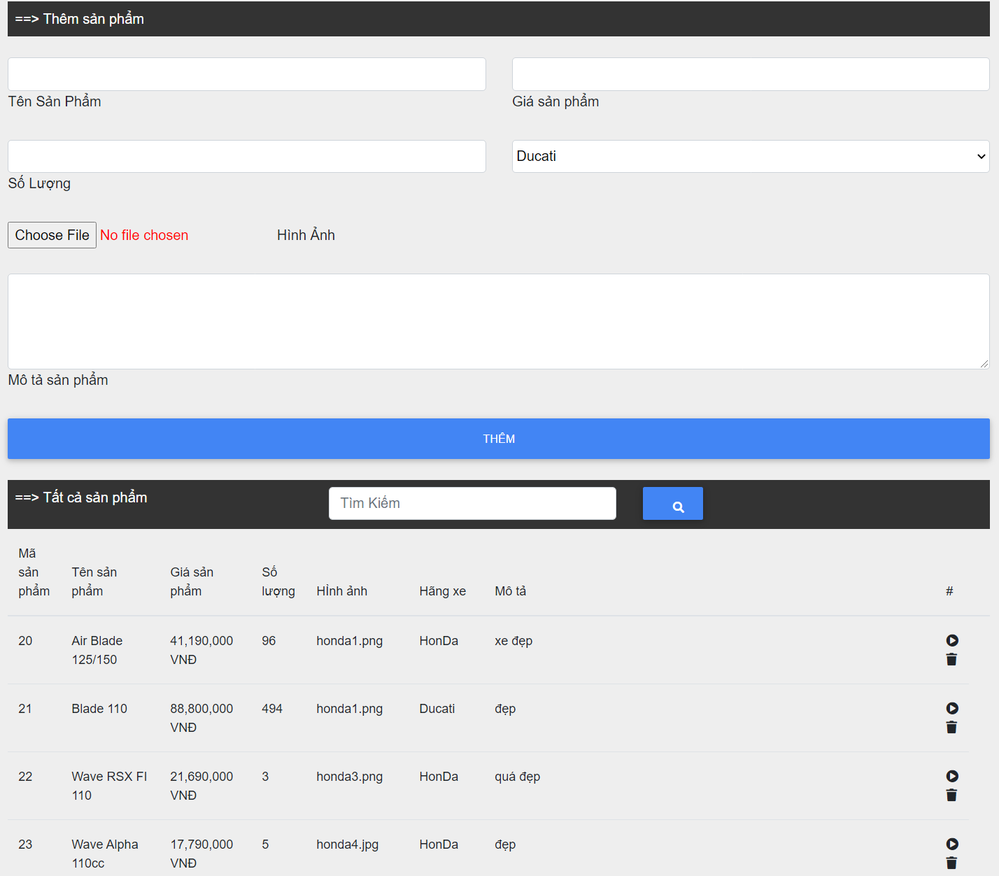 ==> Thêm sản phẩm
Tên Sản Phẩm
Giá sản phẩm
Ducati
Số Lượng
Choose File No file chosen
Hình Ảnh
Mô tả sản phẩm
THÊM
==> Tất cả sản phẩm
Tìm Kiếm
Mã sản phẩm Tên sản phẩm Giá sản phẩm Số lượng HÌnh ảnh Hãng xe Mô tả #
20 Air Blade 125/150 41,190,000 VNĐ 96 honda1.png HonDa xe đẹp
21 Blade 110 88,800,000 VNĐ 494 honda1.png Ducati đẹp
22 Wave RSX FI 110 21,690,000 VNĐ 3 honda3.png HonDa quá đẹp
23 Wave Alpha 110cc 17,790,000 VNĐ 5 honda4.jpg HonDa đẹp